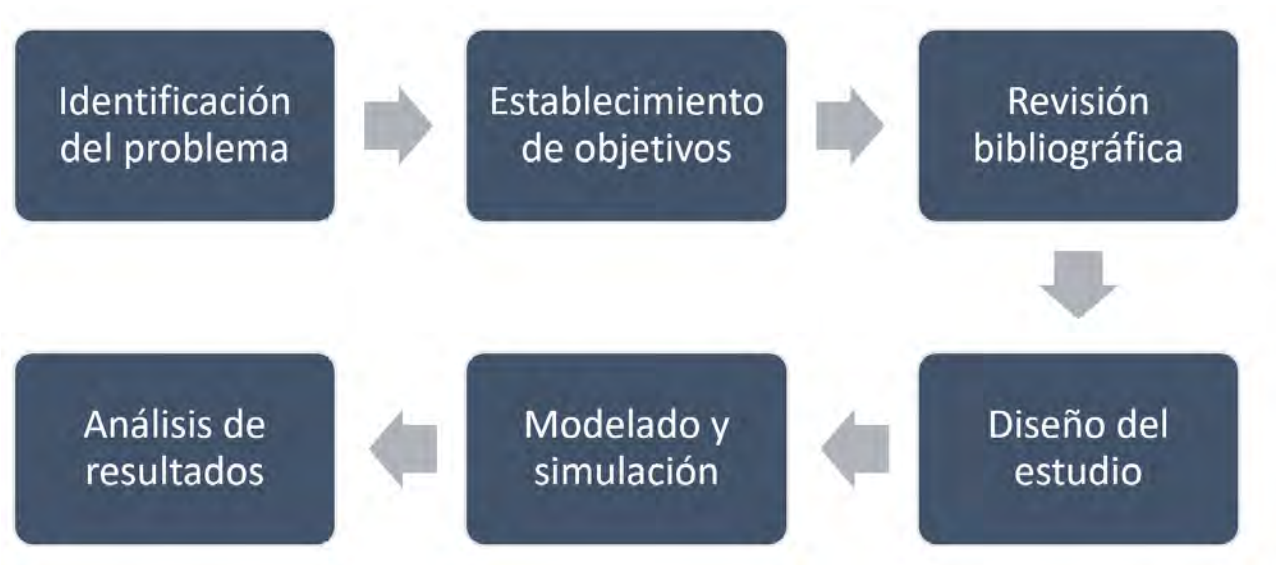 Identificación
del problema
Establecimiento
de objetivos
Revisión
bibliográfica
Diseño del
estudio
Modelado y
simulación
Análisis de
resultados